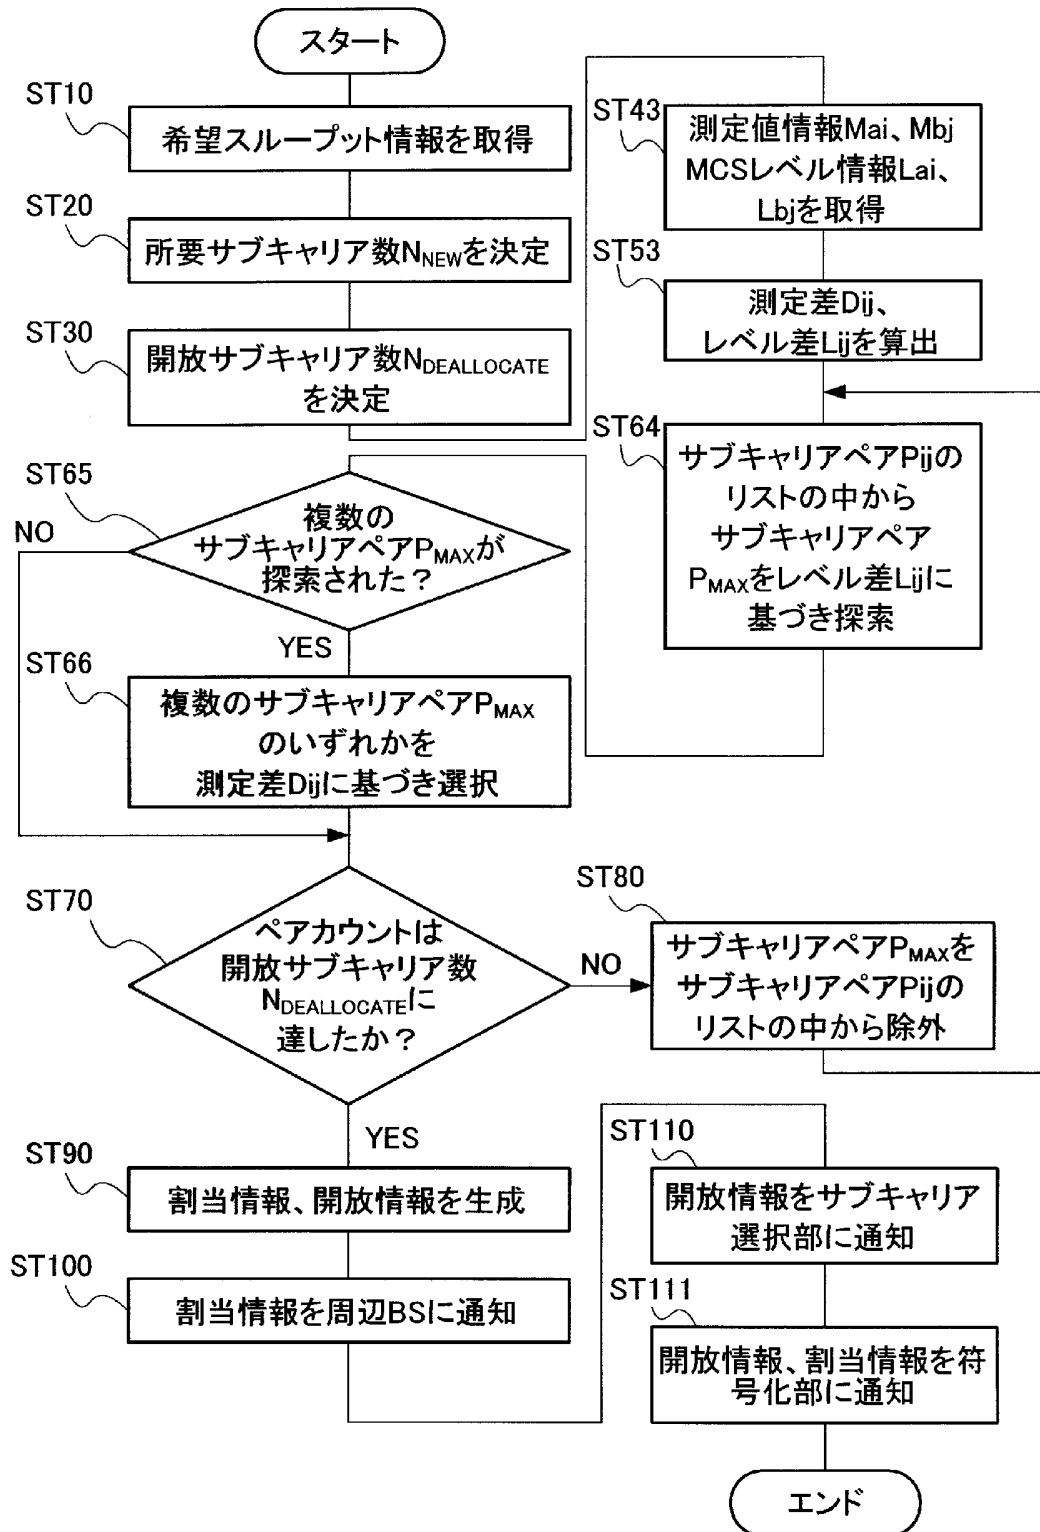 スタート
ST10
希望スループット情報を取得
ST20
所要サブキャリア数NNEWを決定
ST30
開放サブキャリア数NDEALLOCATE
を決定
ST43
測定値情報Mai、Mbj
MCSレベル情報Lai、
Lbjを取得
ST53
測定差Dij、
レベル差Lijを算出
ST64
サブキャリアペアPijの
リストの中から
サブキャリアペア
PMAXをレベル差Lijに
基づき探索
ST65
NO
複数の
サブキャリアペアPMAXが
探索された？
YES
ST66
複数のサブキャリアペアPMAX
のいずれかを
測定差Dijに基づき選択
ST70
ペアカウントは
開放サブキャリア数
NDEALLOCATEに
達したか？
NO
ST80
サブキャリアペアPMAXを
サブキャリアペアPijの
リストの中から除外
YES
ST90
割当情報、開放情報を生成
ST100
割当情報を周辺BSに通知
ST110
開放情報をサブキャリア
選択部に通知
ST111
開放情報、割当情報を符
号化部に通知
エンド